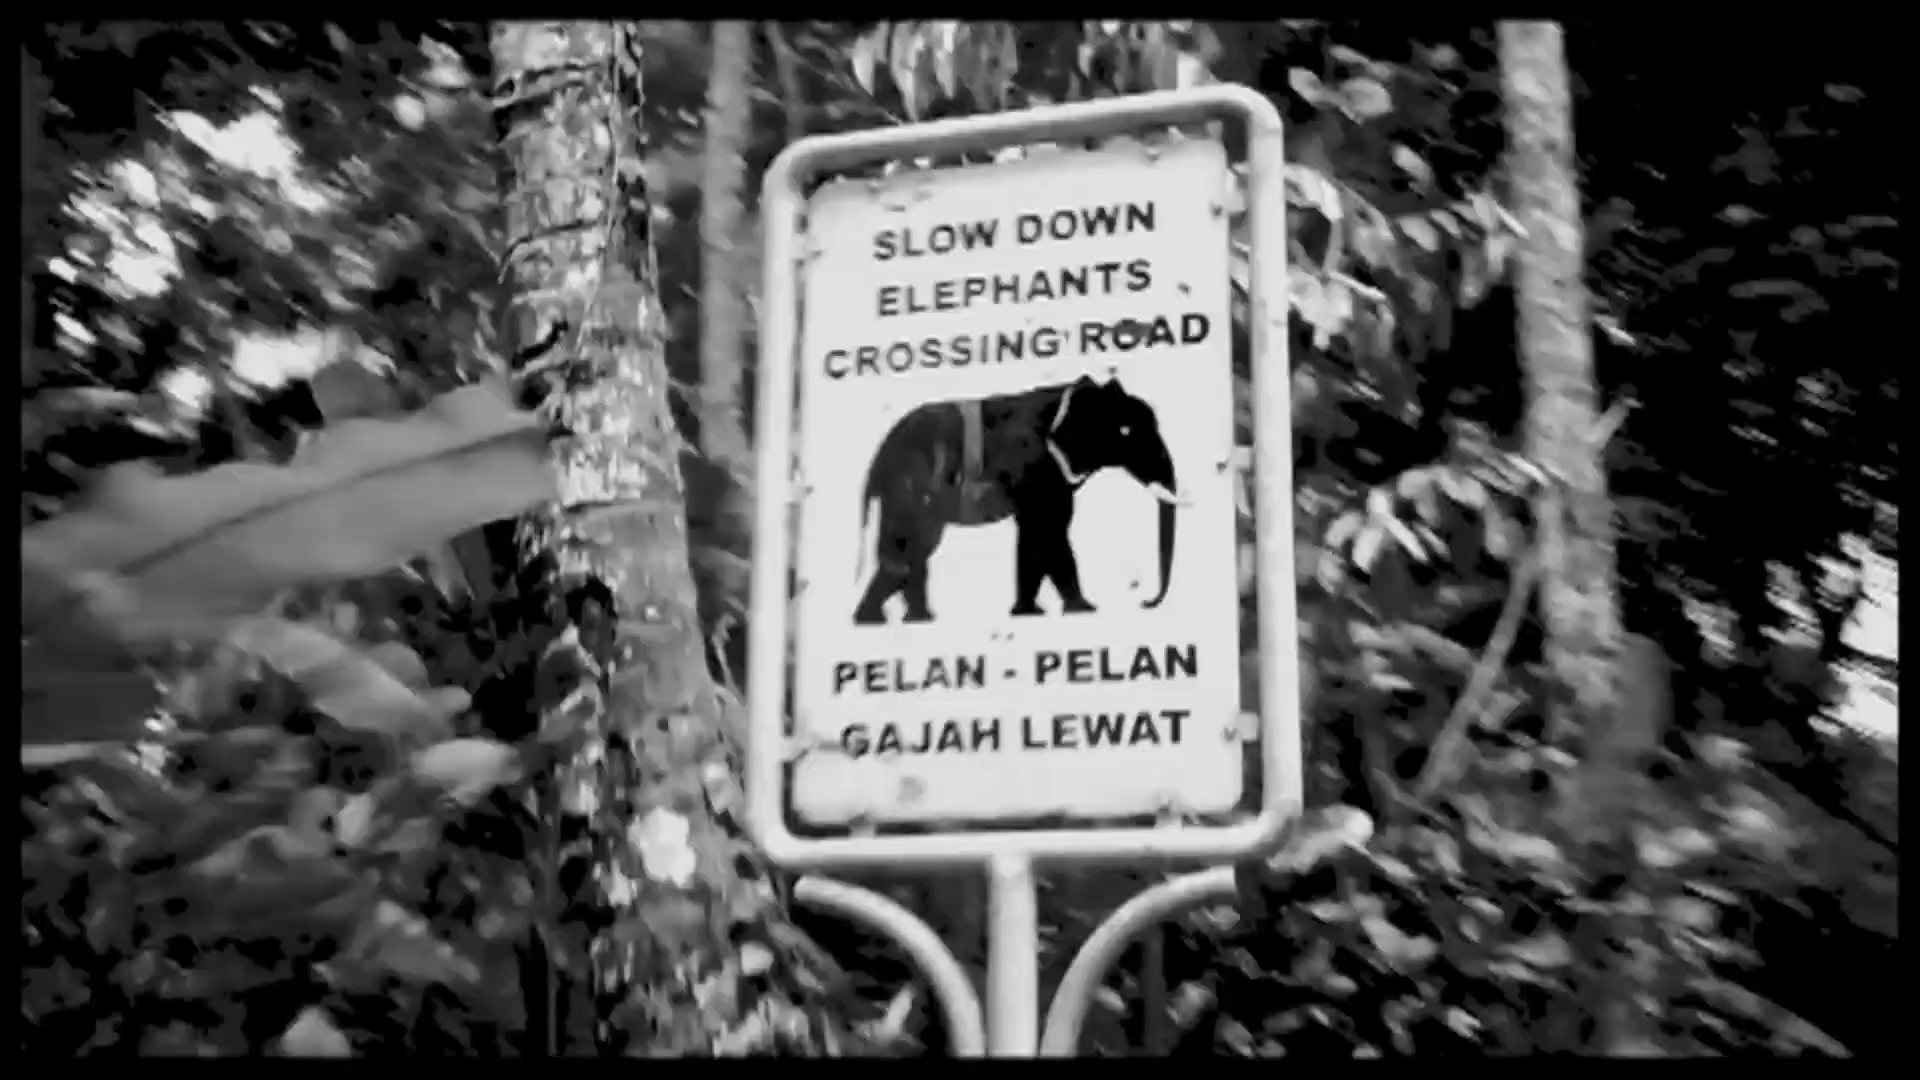 SLOW DOWN
ELEPHANTS
CROSSING ROAD
PELAN - PELAN
GAJAH LEWAT